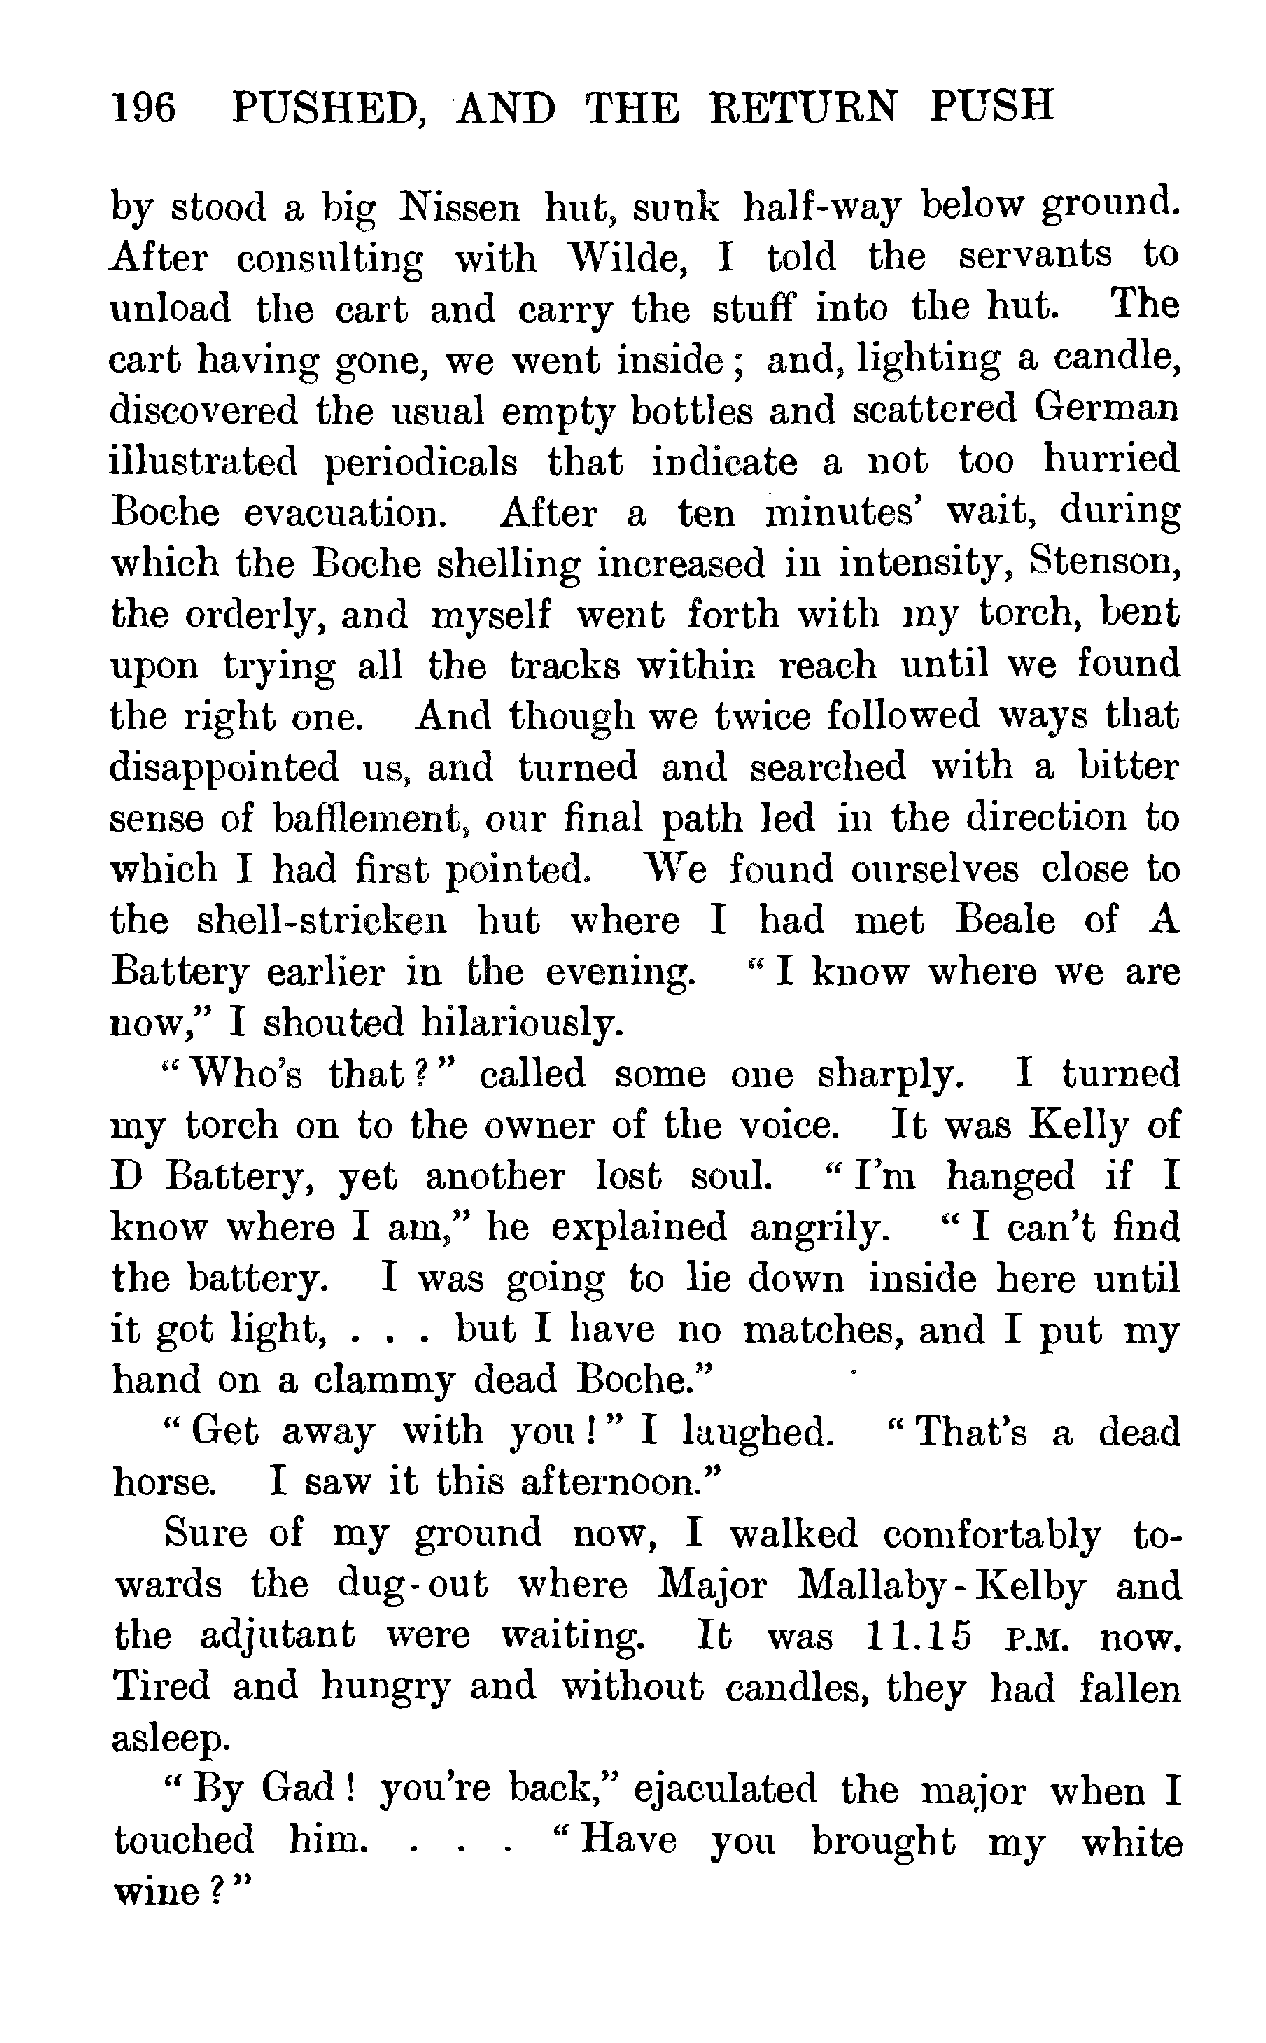 196 PUSHED, AND THE RETURN PUSH
by stood a big Nissen hut, sunk half-way below ground.
After consulting with Wilde, I told the servants to
unload the cart and carry the stuff into the hut. The
cart having gone, we went inside; and, lighting a candle,
discovered the usual empty bottles and scattered German
illustrated periodicals that indicate a not too hurried
Boche evacuation. After a ten minutes' wait, during
which the Boche shelling increased in intensity, Stenson,
the orderly, and myself went forth with my torch, bent
upon trying all the tracks within reach until we found
the right one. And though we twice followed ways that
disappointed us, and turned and searched with a bitter
sense of bafflement, our final path led in the direction to
which I had first pointed. We found ourselves close to
the shell-stricken hut where I had met Beale of A
Battery earlier in the evening. "I know where we are
now," I shouted hilariously.
"Who's that?" called some one sharply. I turned
my torch on to the owner of the voice. It was Kelly of
D Battery, yet another lost soul. "I'm hanged if I
know where I am," he explained angrily. "I can't find
the battery. I was going to lie down inside here until
it got light, . . . but I have no matches, and I put my
hand on a clammy dead Boche."
"Get away with you!" I laughed. "That's a dead
horse. I saw it this afternoon."
Sure of my ground now, I walked comfortably to-
wards the dug-out where Major Mallaby-Kelby and
the adjutant were waiting. It was 11.15 P.M. now.
Tired and hungry and without candles, they had fallen
asleep.
"By Gad! you're back," ejaculated the major when I
touched him. . . . "Have you brought my white
wine?"